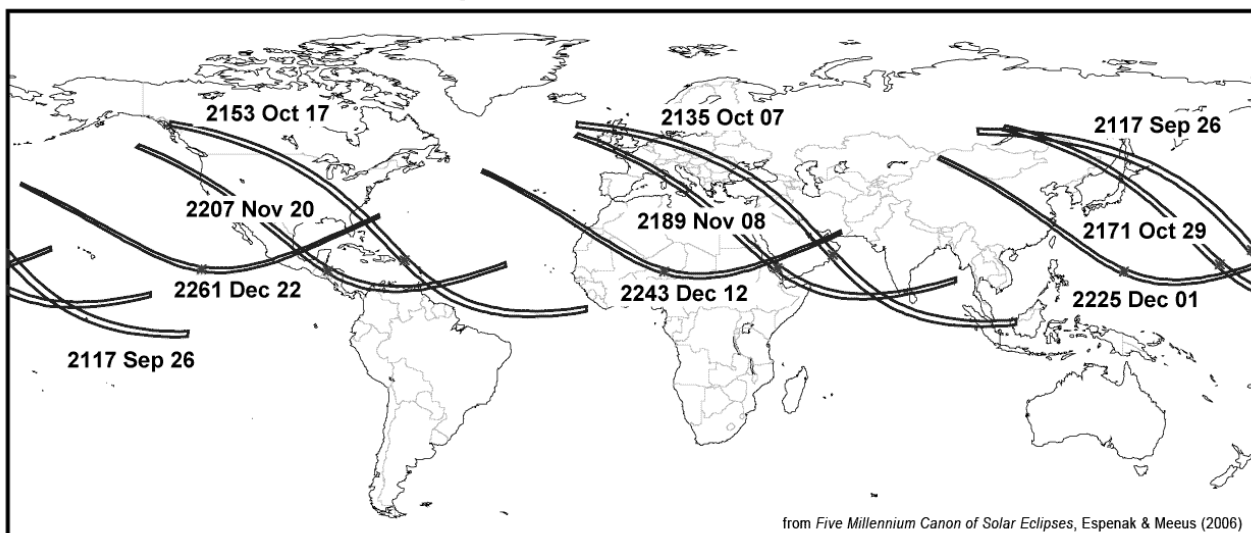 2153 Oct 17
2135 Oct 07
2117 Sep 26
2207 Nov 20
2189 Nov 08
2171 Oct 29
2261 Dec 22
2243 Dec 12
2225 Dec 01
2117 Sep 26
from Five Millennium Canon of Solar Eclipses, Espenak & Meeus (2006)